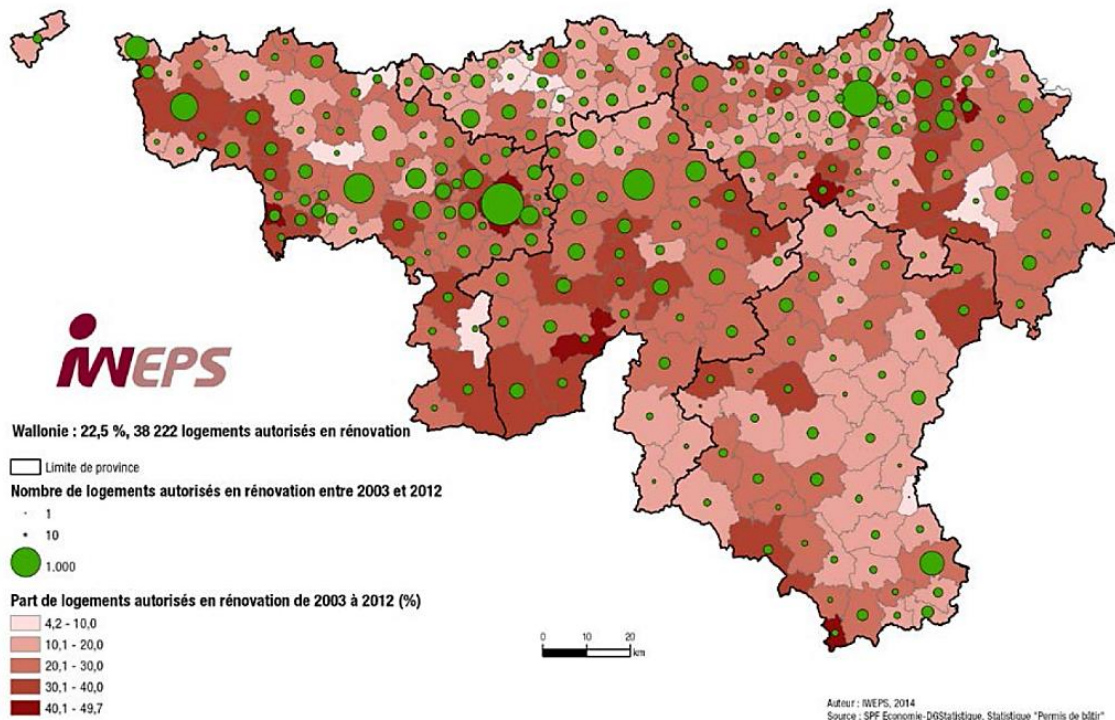 iWEPS
Wallonie : 22,5 %, 38 222 logements autorisés en rénovation
Limite de province
Nombre de logements autorisés en rénovation entre 2003 et 2012
1
10
1.000
Part de logements autorisés en rénovation de 2003 à 2012 (%)
4,2 - 10,0
10,1 - 20,0
20,1 - 30,0
30,1 - 40,0
40,1 - 49,7
0 10 20
km
Auteur : IWEPS, 2014
Source : SPF Economie-DGStatistique, Statistique "Permis de bâtir"